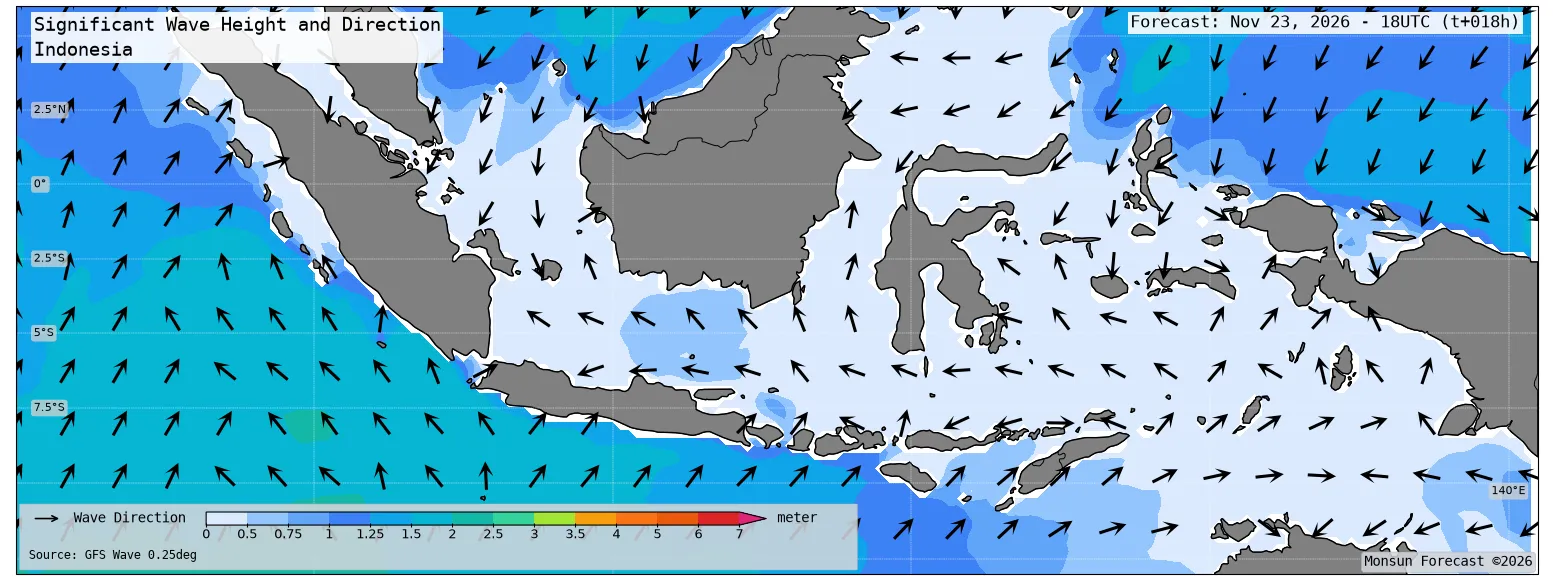 Significant Wave Height and Direction
Indonesia
Forecast: Nov 23, 2026 - 18UTC (t+018h)
2.5°N
0°
2.5°S
5°S
7.5°S
140°E
Wave Direction
0 0.5 0.75 1 1.25 1.5 2 2.5 3 3.5 4 5 6 7
meter
Source: GFS Wave 0.25deg
Monsun Forecast ©2026